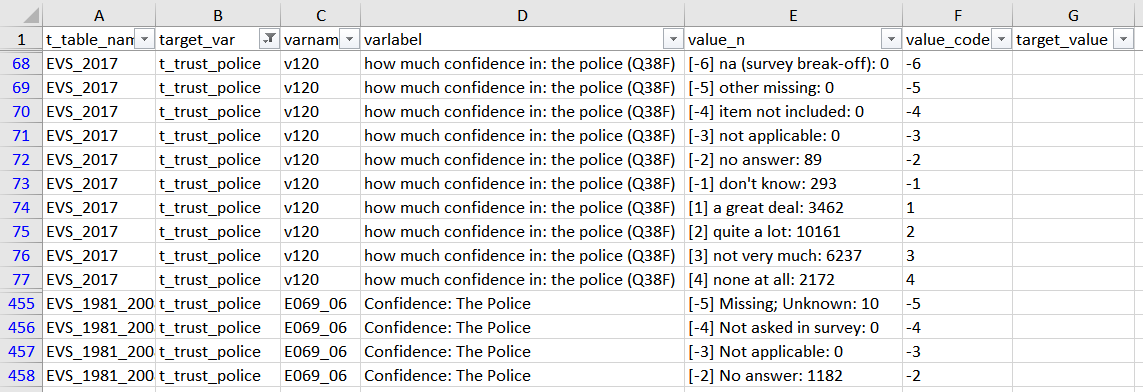 A B C D E F G
1 t_table_nam target_var varnam varlabel value_n value_code target_value
68 EVS_2017 t_trust_police v120 how much confidence in: the police (Q38F) [-6] na (survey break-off): 0 -6
69 EVS_2017 t_trust_police v120 how much confidence in: the police (Q38F) [-5] other missing: 0 -5
70 EVS_2017 t_trust_police v120 how much confidence in: the police (Q38F) [-4] item not included: 0 -4
71 EVS_2017 t_trust_police v120 how much confidence in: the police (Q38F) [-3] not applicable: 0 -3
72 EVS_2017 t_trust_police v120 how much confidence in: the police (Q38F) [-2] no answer: 89 -2
73 EVS_2017 t_trust_police v120 how much confidence in: the police (Q38F) [-1] don't know: 293 -1
74 EVS_2017 t_trust_police v120 how much confidence in: the police (Q38F) [1] a great deal: 3462 1
75 EVS_2017 t_trust_police v120 how much confidence in: the police (Q38F) [2] quite a lot: 10161 2
76 EVS_2017 t_trust_police v120 how much confidence in: the police (Q38F) [3] not very much: 6237 3
77 EVS_2017 t_trust_police v120 how much confidence in: the police (Q38F) [4] none at all: 2172 4
455 EVS_1981_200 t_trust_police E069_06 Confidence: The Police [-5] Missing; Unknown: 10 -5
456 EVS_1981_200 t_trust_police E069_06 Confidence: The Police [-4] Not asked in survey: 0 -4
457 EVS_1981_200 t_trust_police E069_06 Confidence: The Police [-3] Not applicable: 0 -3
458 EVS_1981_200 t_trust_police E069_06 Confidence: The Police [-2] No answer: 1182 -2